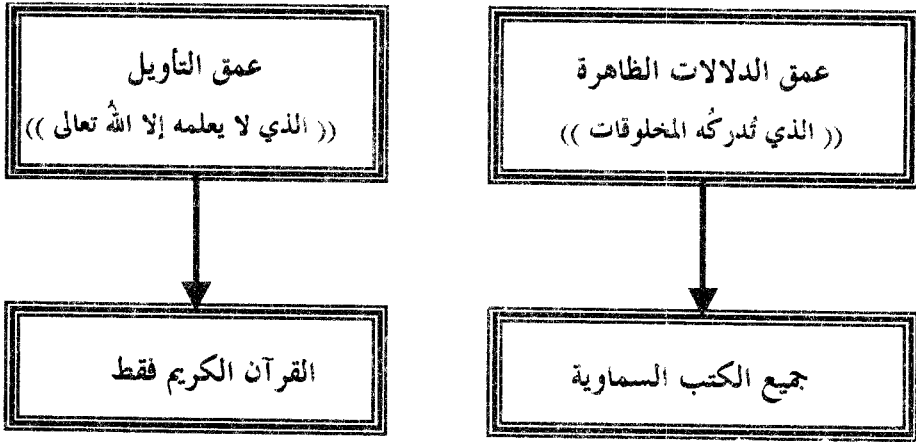 عمق الدلالات الظاهرة
(( الذي تُدركُه المخلوقات ))
جميع الكتب السماوية
عمق التأويل
(( الذي لا يعلمه إلا اللهُ تعالى ))
القرآن الكريم فقط